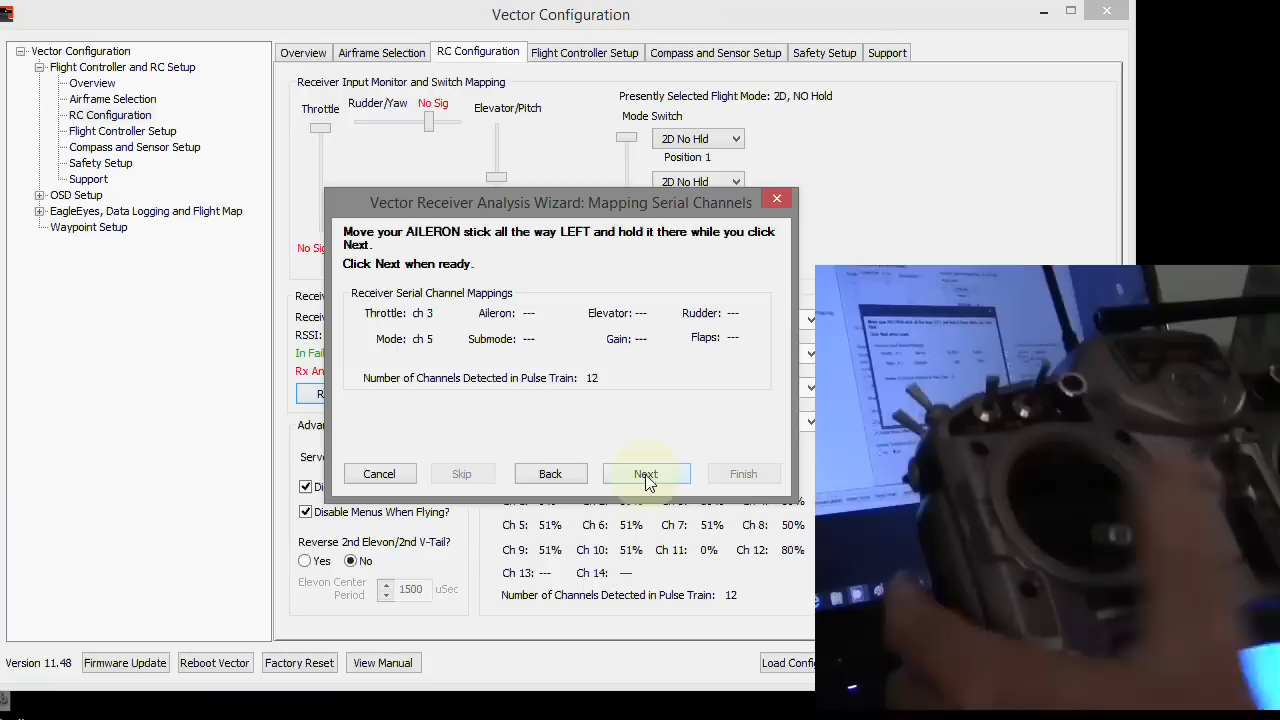 Vector Configuration
Vector Configuration
Flight Controller and RC Setup
Overview
Airframe Selection
RC Configuration
Flight Controller Setup
Compass and Sensor Setup
Safety Setup
Support
OSD Setup
EagleEyes, Data Logging and Flight Map
Waypoint Setup
Overview Airframe Selection RC Configuration Flight Controller Setup Compass and Sensor Setup Safety Setup Support
Receiver Input Monitor and Switch Mapping
Throttle Rudder/Yaw No Sig Elevator/Pitch
Presently Selected Flight Mode: 2D, NO Hold
Mode Switch
2D No Hld
Position 1
2D No Hld
No Sig
Vector Receiver Analysis Wizard: Mapping Serial Channels
Move your AILERON stick all the way LEFT and hold it there while you click
Next.
Click Next when ready.
Receiver Serial Channel Mappings
Throttle: ch 3 Aileron: --- Elevator: --- Rudder: ---
Mode: ch 5 Submode: --- Gain: --- Flaps: ---
Number of Channels Detected in Pulse Train: 12
Cancel Skip Back Next Finish
RSSI:
In Fail
Rx An
Disable Menus When Flying?
Reverse 2nd Elevon/2nd V-Tail?
Yes No
Elevon Center
Period 1500 uSec
Ch 5: 51% Ch 6: 51% Ch 7: 51% Ch 8: 50%
Ch 9: 51% Ch 10: 51% Ch 11: 0% Ch 12: 80%
Ch 13: --- Ch 14: ---
Number of Channels Detected in Pulse Train: 12
Version 11.48 Firmware Update Reboot Vector Factory Reset View Manual Load Confi